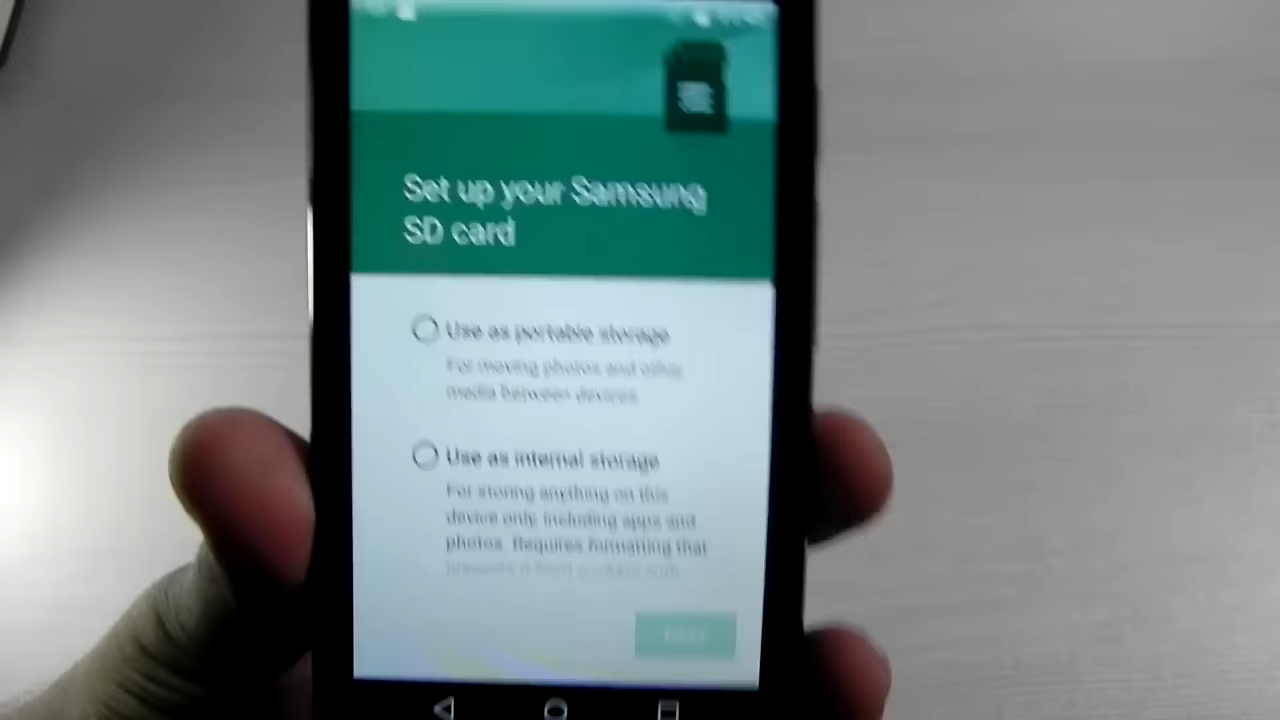 Set up your Samsung
SD card
Use as portable storage
For moving photos and other
media between devices.
Use as internal storage
For storing anything on this
device only, including apps and
photos. Requires formatting that